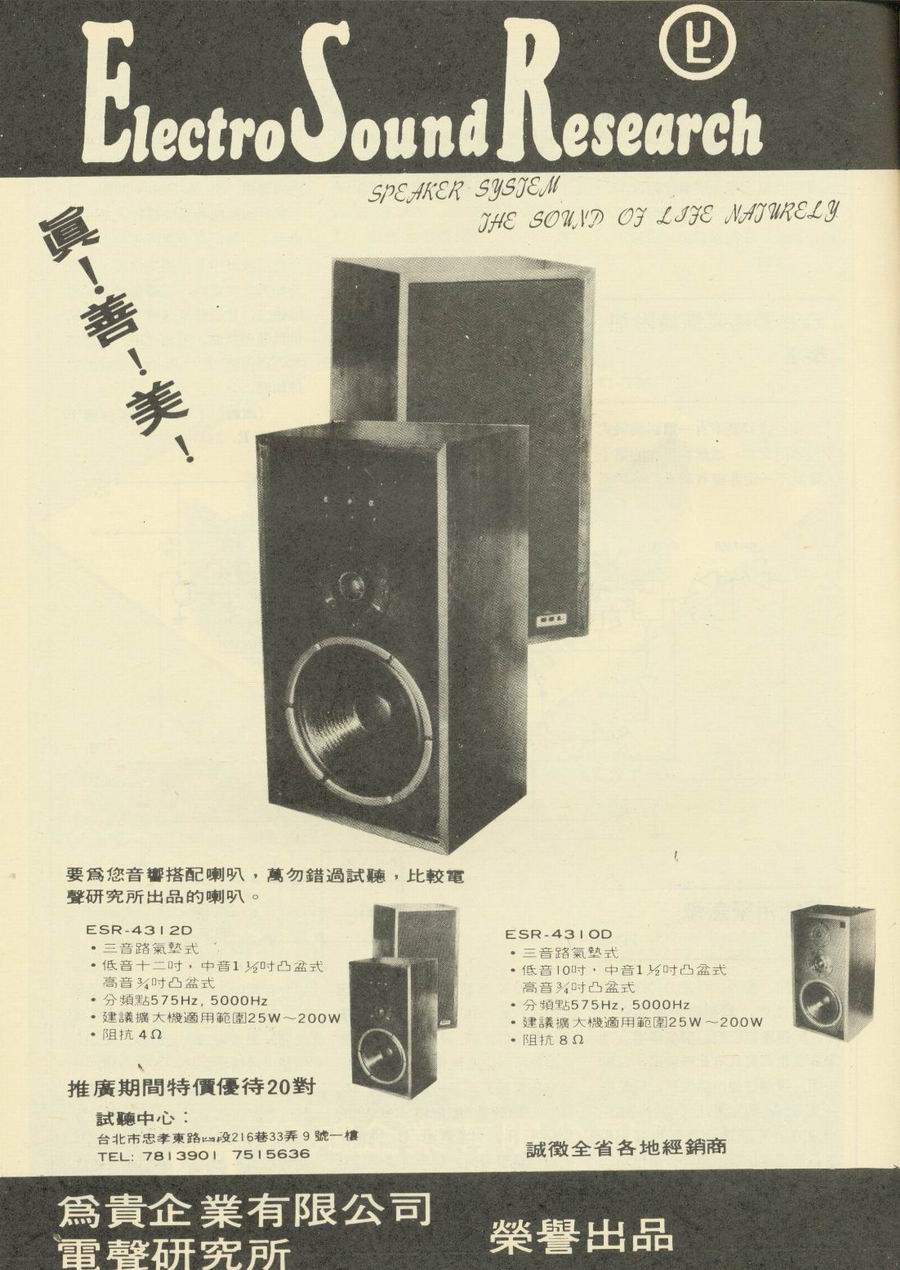 ElectroSoundResearch
SPEAKER SYSTEM
THE SOUND OF LIFE NATURELY
眞!善!美!
要爲您音響搭配喇叭，萬勿錯過試聽，比較電
聲研究所出品的喇叭。
ESR-4312D
• 三音路氣墊式
• 低音十二吋，中音1½吋凸盆式
高音¾吋凸盆式
• 分頻點575Hz, 5000Hz
• 建議擴大機適用範圍25W～200W
• 阻抗 4Ω
ESR-4310D
• 三音路氣墊式
• 低音10吋，中音1½吋凸盆式
高音¾吋凸盆式
• 分頻點575Hz, 5000Hz
• 建議擴大機適用範圍25W～200W
• 阻抗 8Ω
推廣期間特價優待20對
試聽中心：
台北市忠孝東路段216巷33弄9號一樓
TEL: 7813901 7515636
誠徵全省各地經銷商
爲貴企業有限公司
電聲研究所
榮譽出品